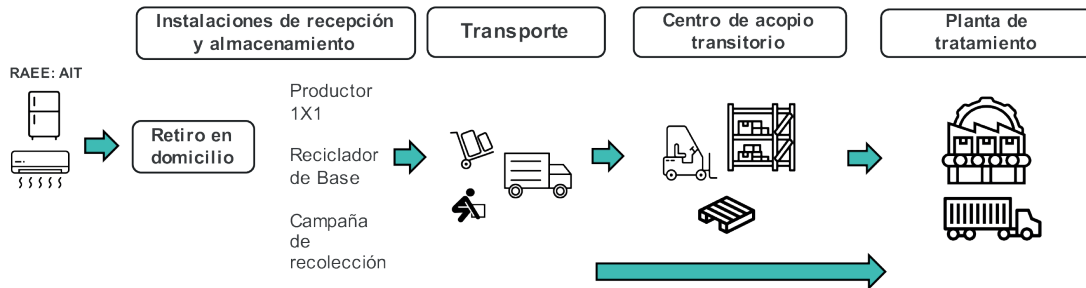 Instalaciones de recepción
y almacenamiento
Transporte
Centro de acopio
transitorio
Planta de
tratamiento
RAEE: AIT
Retiro en
domicilio
Productor
1X1
Reciclador
de Base
Campaña
de
recolección